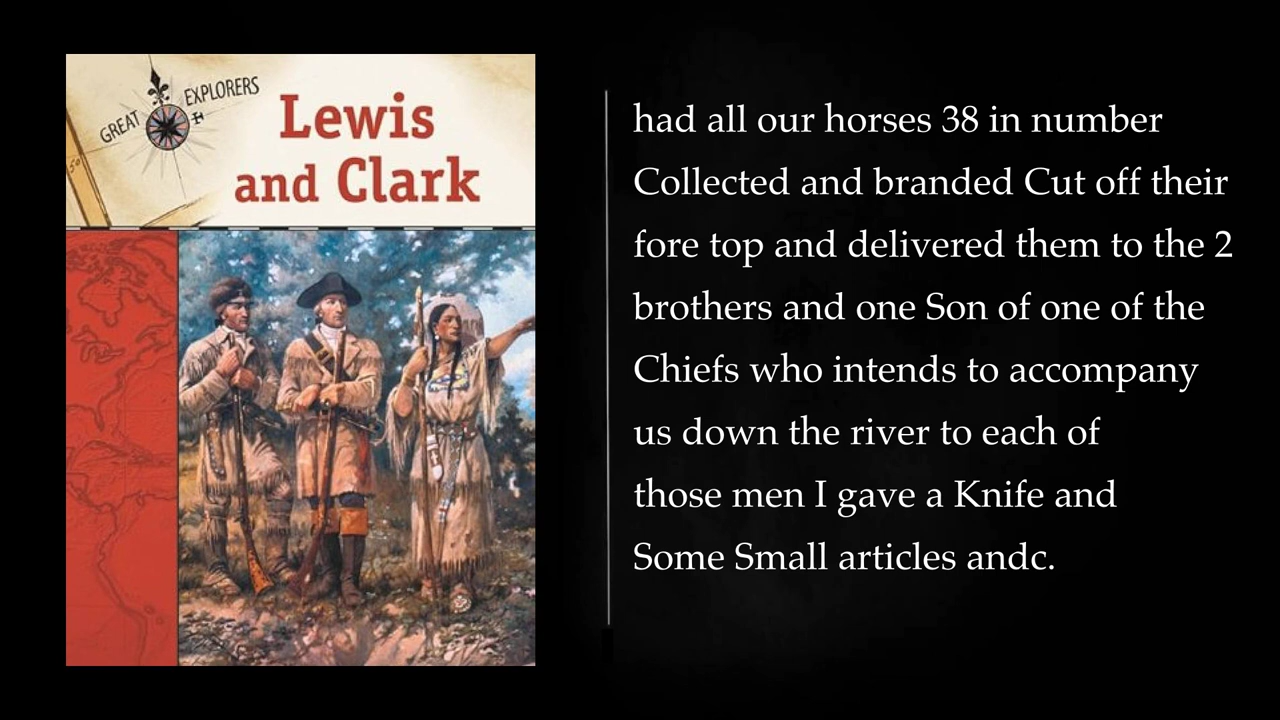 GREAT EXPLORERS
Lewis
and Clark
had all our horses 38 in number
Collected and branded Cut off their
fore top and delivered them to the 2
brothers and one Son of one of the
Chiefs who intends to accompany
us down the river to each of
those men I gave a Knife and
Some Small articles andc.